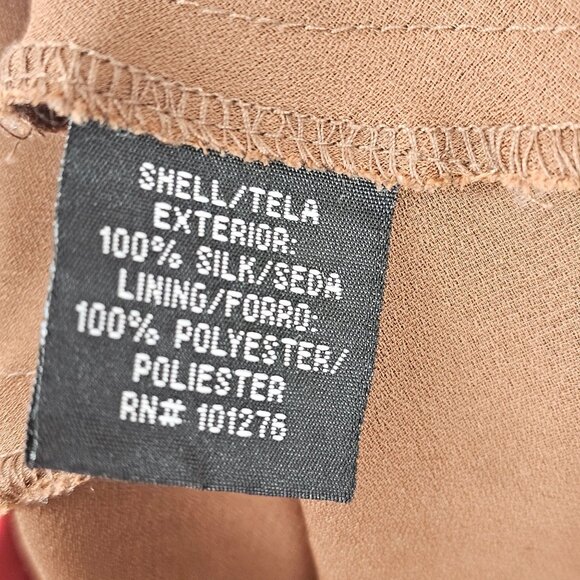 SHELL/TELA
EXTERIOR:
100% SILK/SEDA
LINING/FORRO:
100% POLYESTER/
POLIESTER
RN# 101276